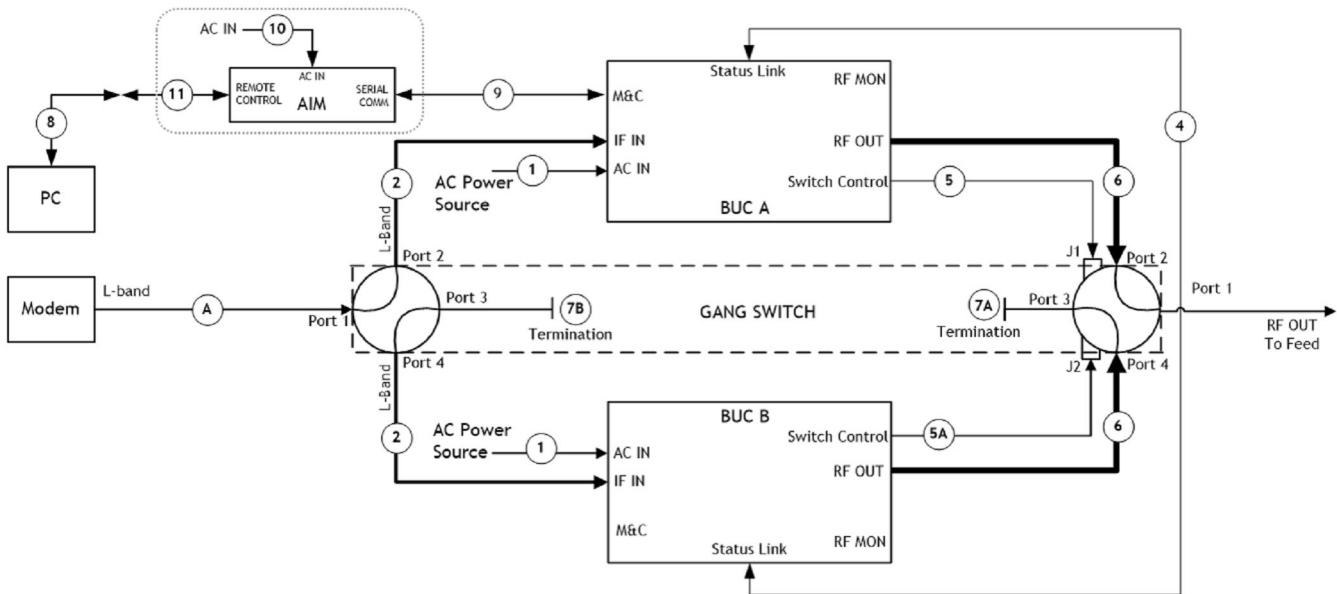 AC IN
10
AC IN
REMOTE
CONTROL
AIM
SERIAL
COMM
11
8
PC
9
Status Link
RF MON
M&C
IF IN
RF OUT
AC IN
Switch Control
BUC A
4
2
AC Power
Source
1
5
6
L-Band
Port 2
J1
Port 2
Modem
L-band
A
Port 1
Port 3
7B
Termination
GANG SWITCH
7A
Port 3
Termination
Port 1
RF OUT
To Feed
Port 4
J2
Port 4
L-Band
2
AC Power
Source
1
BUC B
Switch Control
5A
6
AC IN
RF OUT
IF IN
M&C
Status Link
RF MON